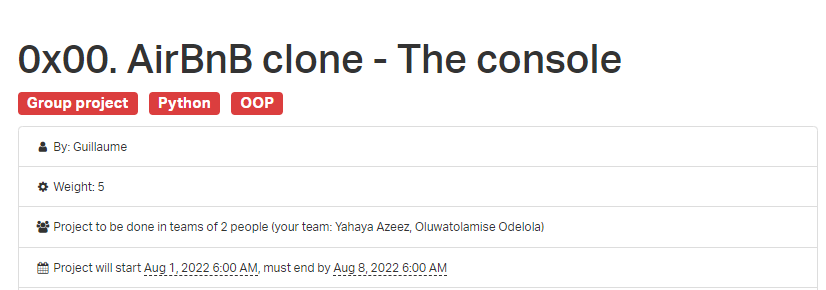 0x00. AirBnB clone - The console
Group project Python OOP
By: Guillaume
Weight: 5
Project to be done in teams of 2 people (your team: Yahaya Azeez, Oluwatolamise Odelola)
Project will start Aug 1, 2022 6:00 AM, must end by Aug 8, 2022 6:00 AM